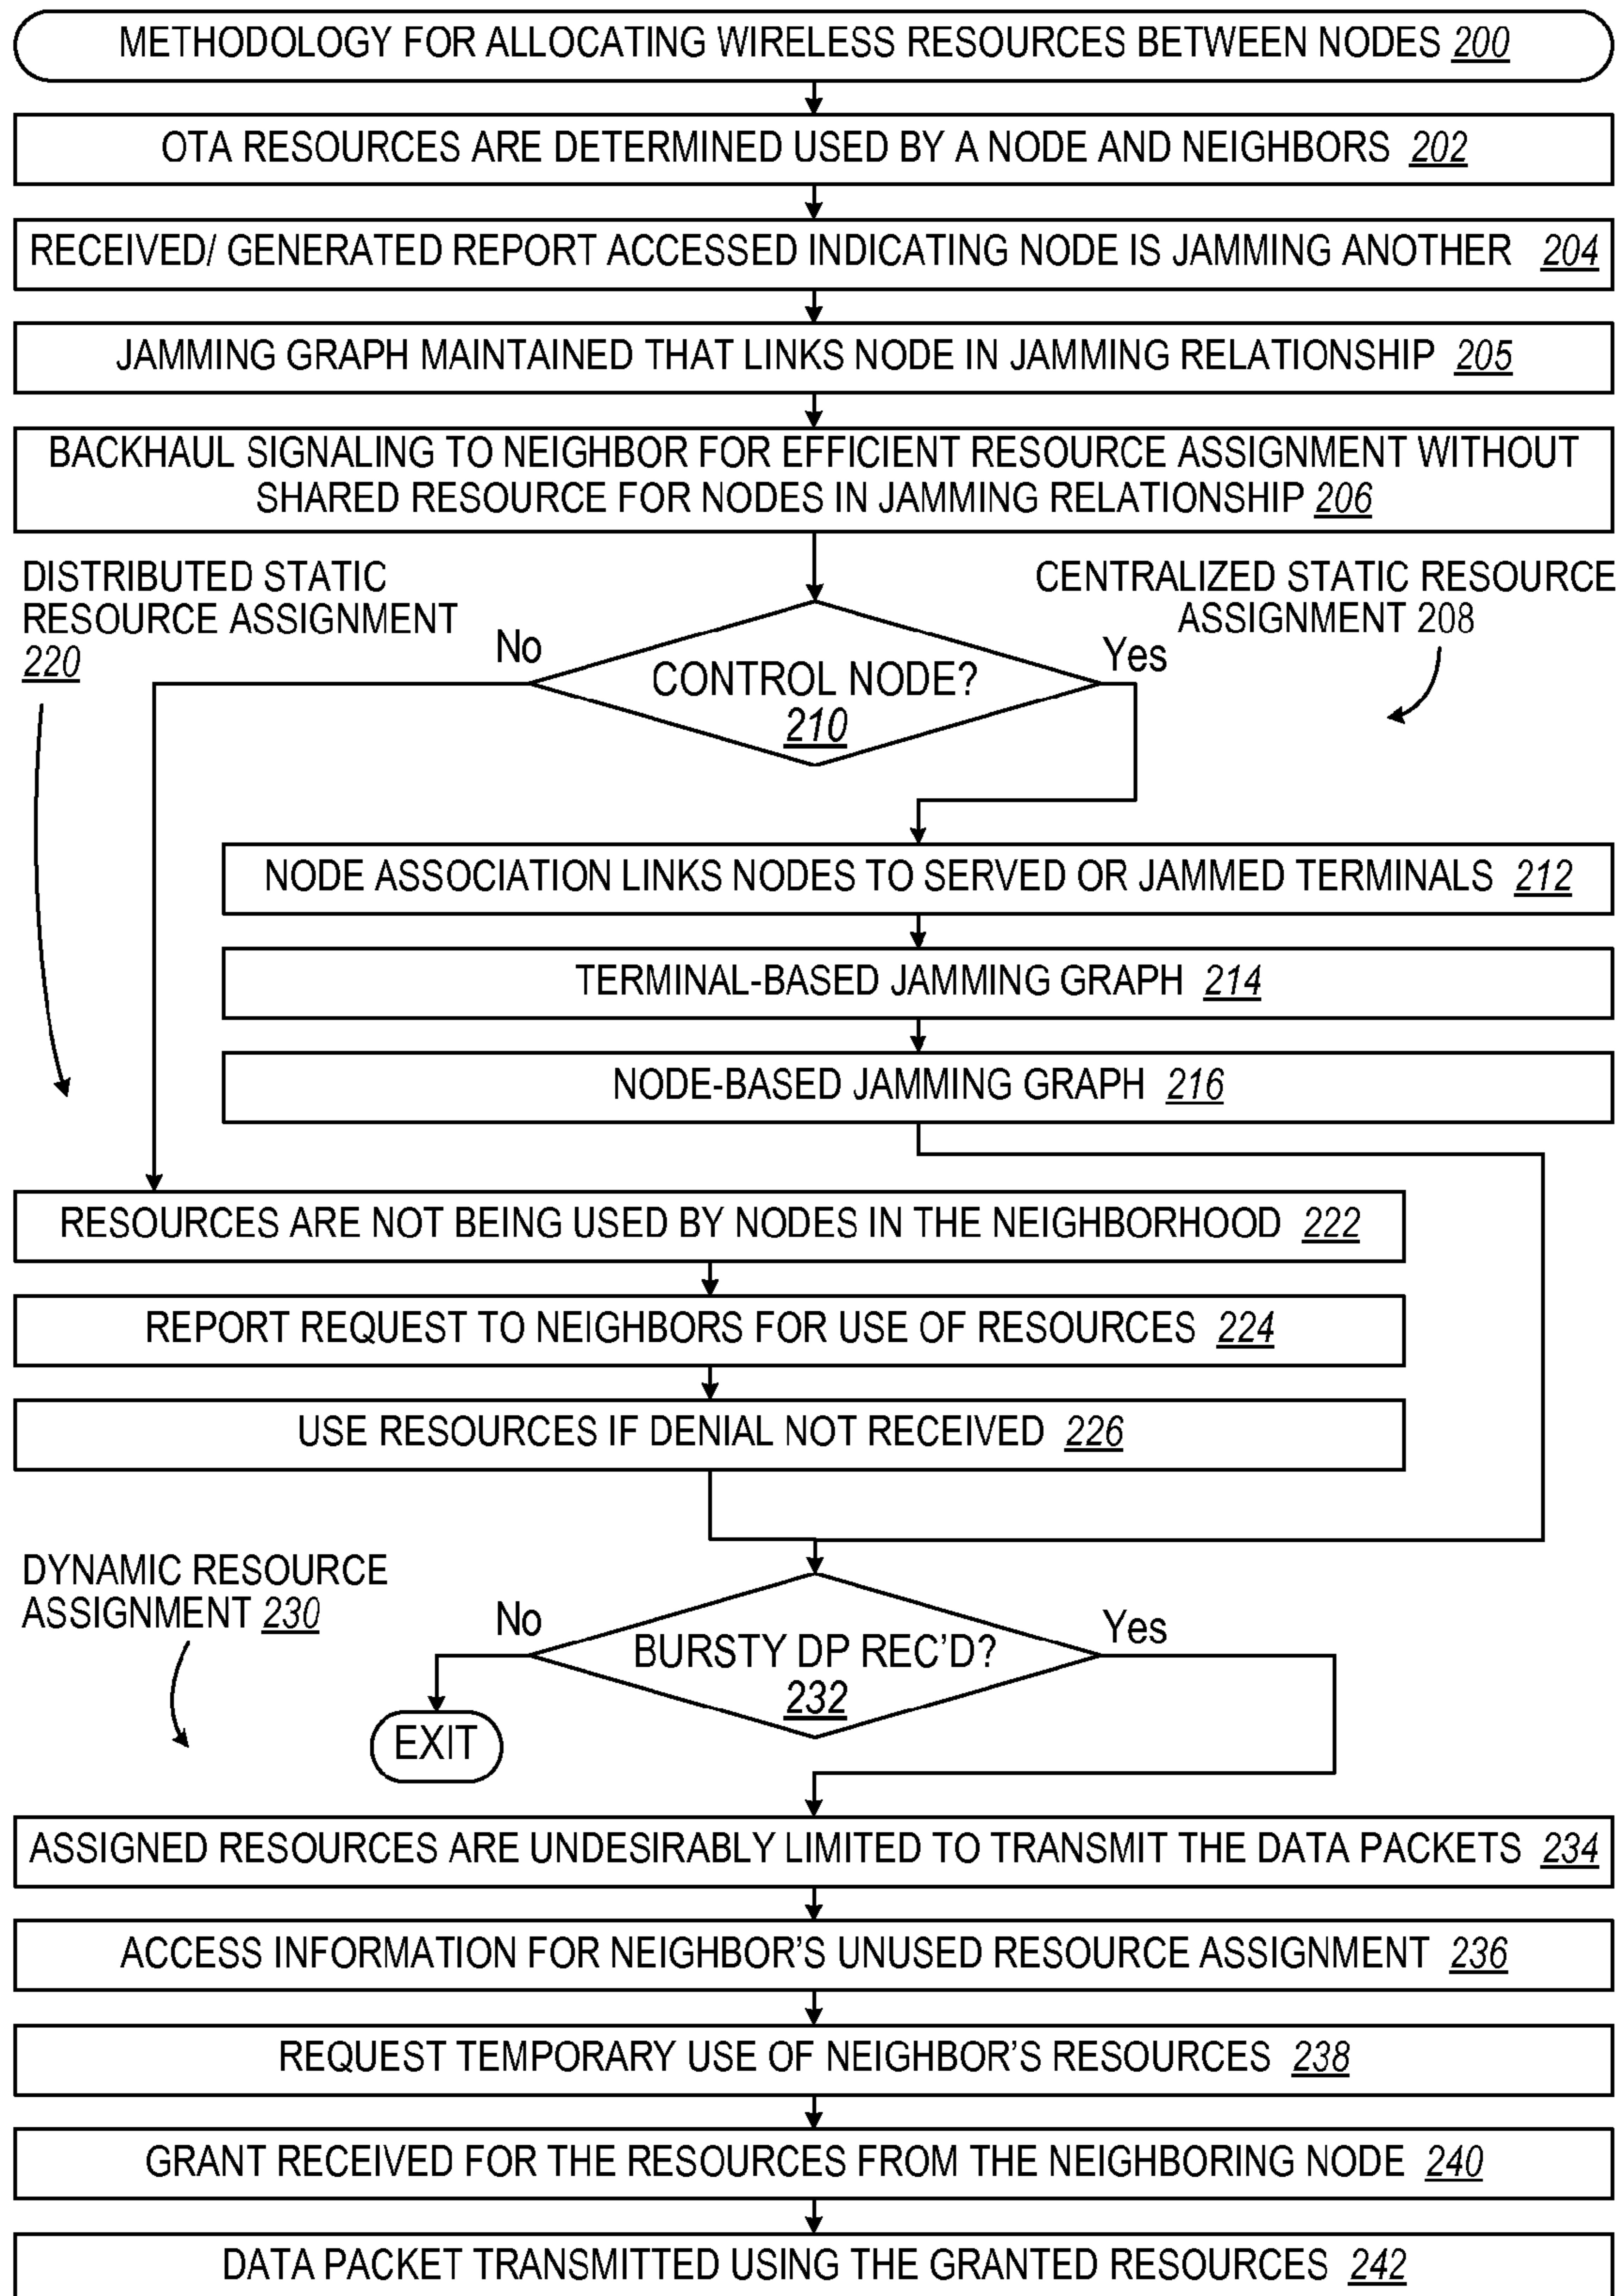 METHODOLOGY FOR ALLOCATING WIRELESS RESOURCES BETWEEN NODES 200
OTA RESOURCES ARE DETERMINED USED BY A NODE AND NEIGHBORS 202
RECEIVED/ GENERATED REPORT ACCESSED INDICATING NODE IS JAMMING ANOTHER 204
JAMMING GRAPH MAINTAINED THAT LINKS NODE IN JAMMING RELATIONSHIP 205
BACKHAUL SIGNALING TO NEIGHBOR FOR EFFICIENT RESOURCE ASSIGNMENT WITHOUT
SHARED RESOURCE FOR NODES IN JAMMING RELATIONSHIP 206
DISTRIBUTED STATIC
RESOURCE ASSIGNMENT
220
CENTRALIZED STATIC RESOURCE
ASSIGNMENT 208
No
Yes
CONTROL NODE?
210
NODE ASSOCIATION LINKS NODES TO SERVED OR JAMMED TERMINALS 212
TERMINAL-BASED JAMMING GRAPH 214
NODE-BASED JAMMING GRAPH 216
RESOURCES ARE NOT BEING USED BY NODES IN THE NEIGHBORHOOD 222
REPORT REQUEST TO NEIGHBORS FOR USE OF RESOURCES 224
USE RESOURCES IF DENIAL NOT RECEIVED 226
DYNAMIC RESOURCE
ASSIGNMENT 230
No
Yes
BURSTY DP REC'D?
232
EXIT
ASSIGNED RESOURCES ARE UNDESIRABLY LIMITED TO TRANSMIT THE DATA PACKETS 234
ACCESS INFORMATION FOR NEIGHBOR'S UNUSED RESOURCE ASSIGNMENT 236
REQUEST TEMPORARY USE OF NEIGHBOR'S RESOURCES 238
GRANT RECEIVED FOR THE RESOURCES FROM THE NEIGHBORING NODE 240
DATA PACKET TRANSMITTED USING THE GRANTED RESOURCES 242